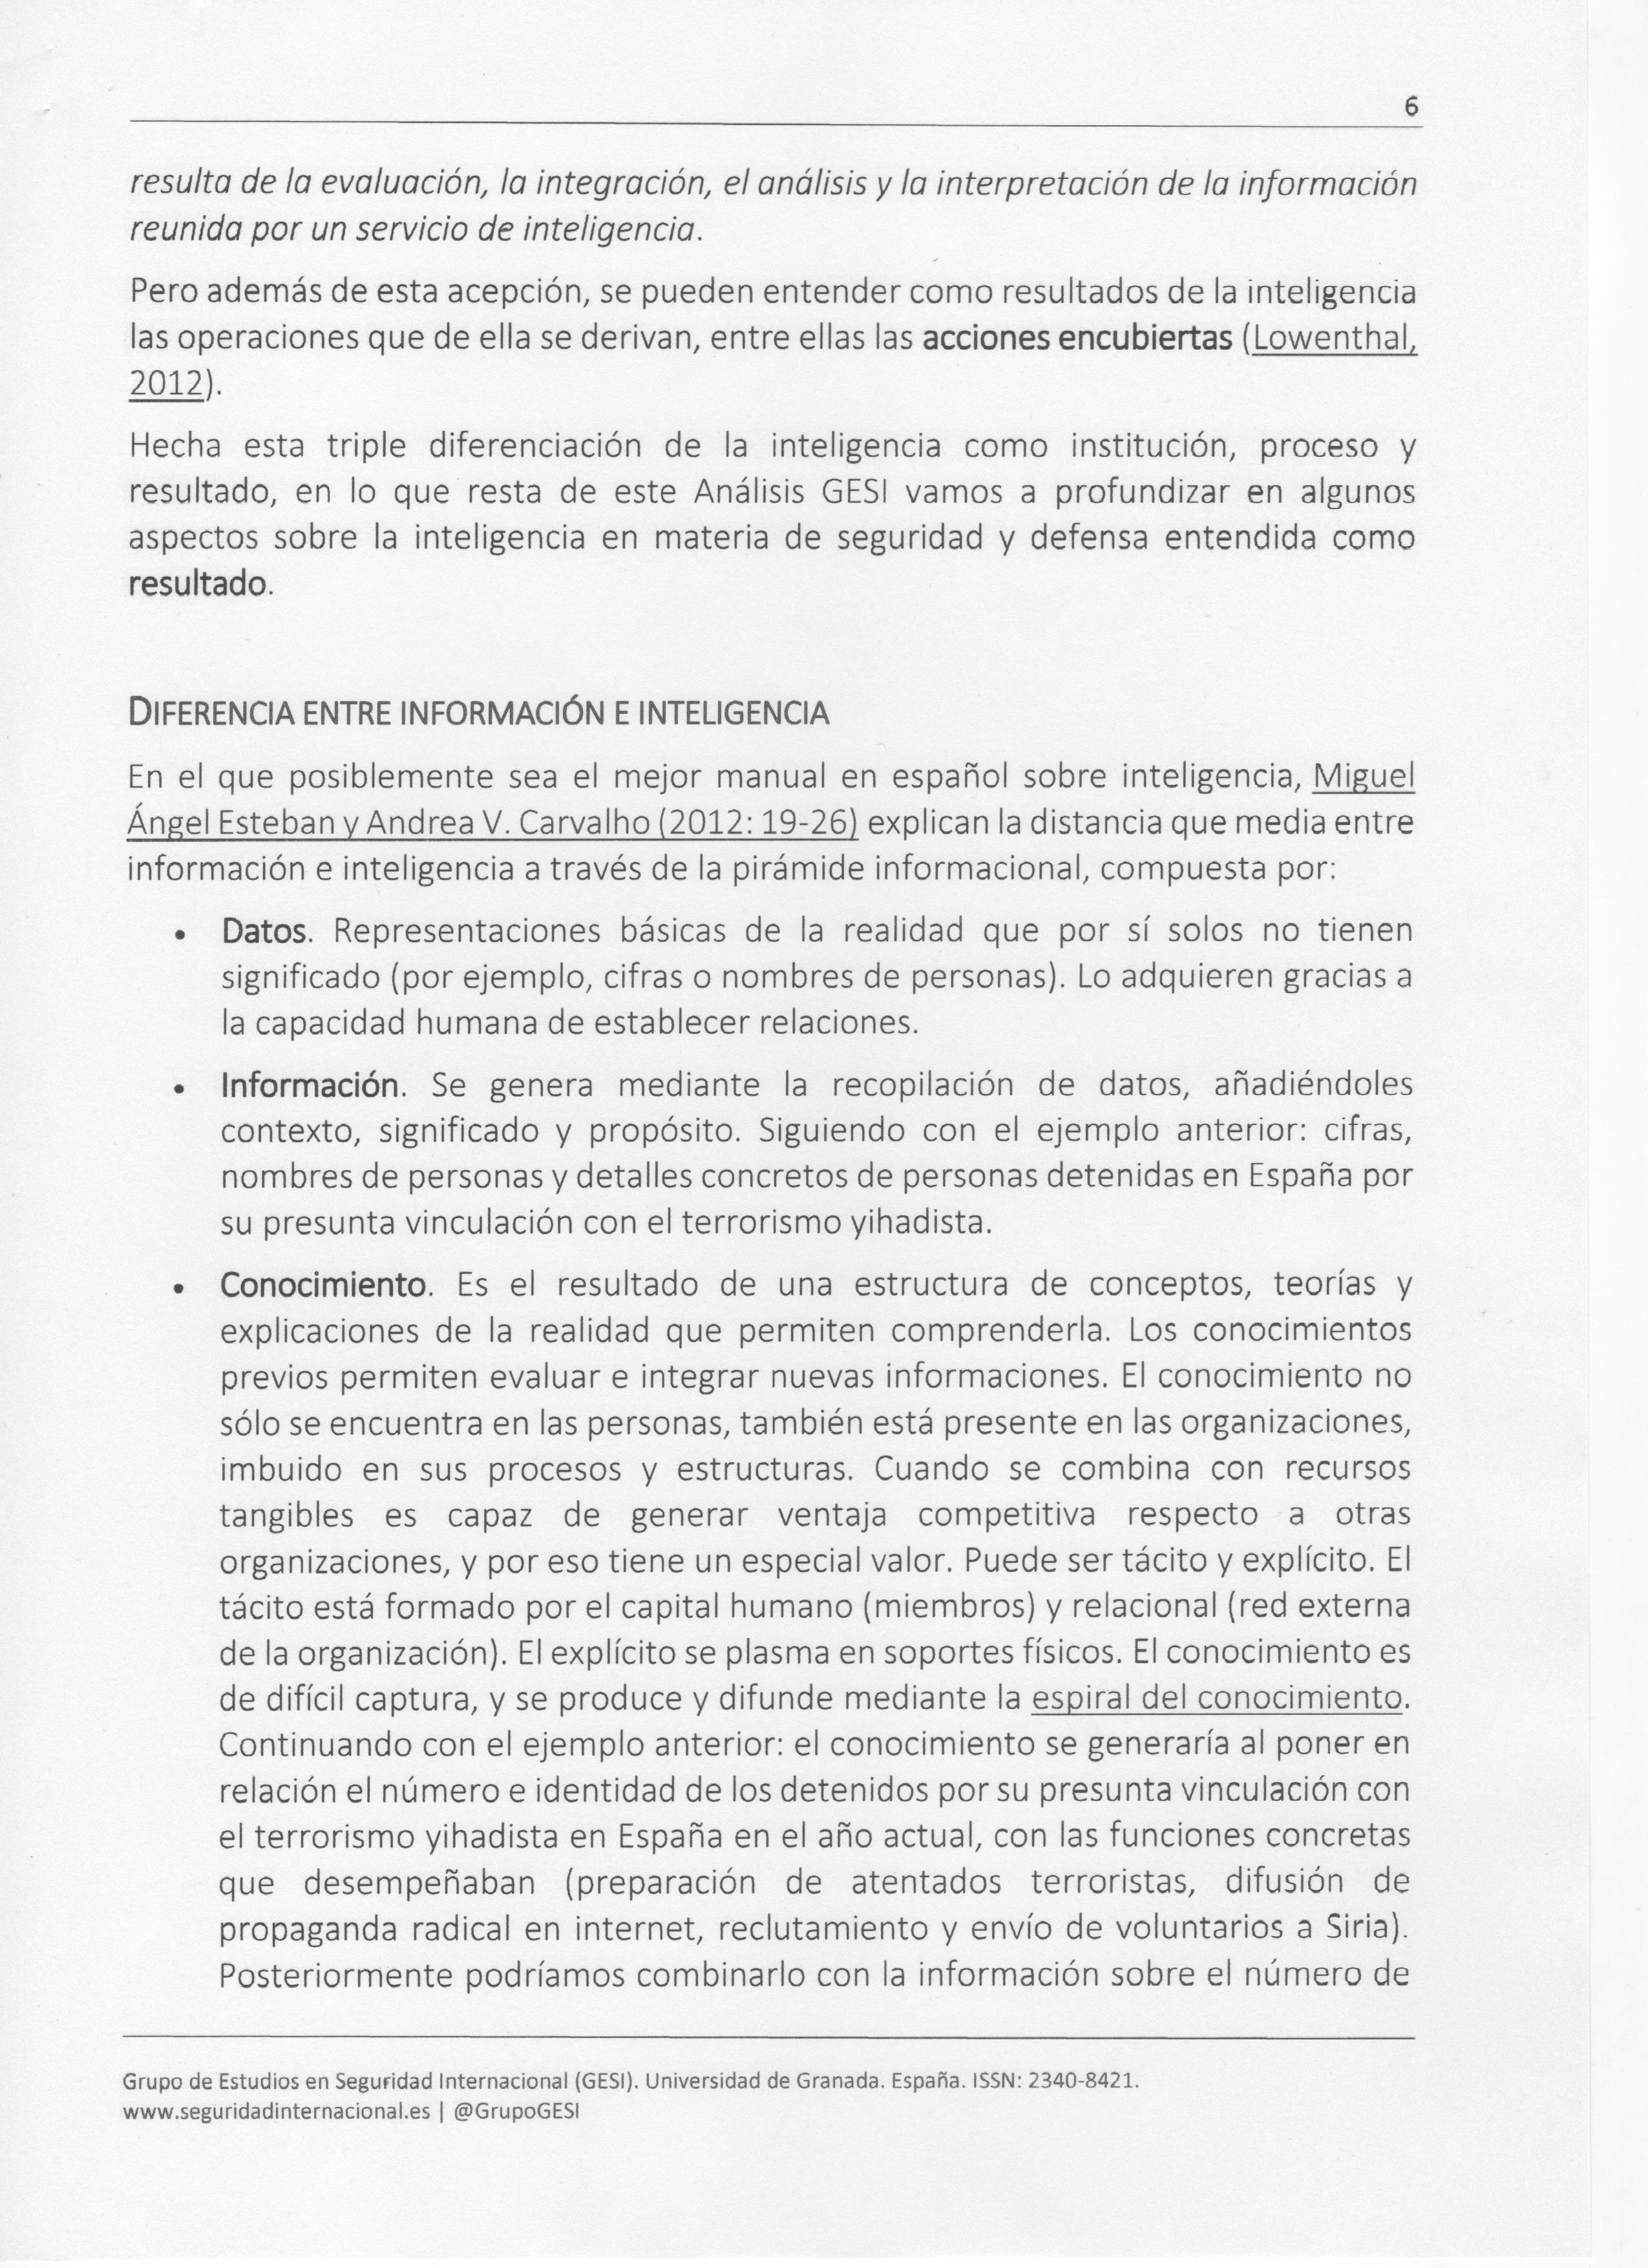 6
resulta de la evaluación, la integración, el análisis y la interpretación de la información
reunida por un servicio de inteligencia.
Pero además de esta acepción, se pueden entender como resultados de la inteligencia
las operaciones que de ella se derivan, entre ellas las acciones encubiertas (Lowenthal,
2012).
Hecha esta triple diferenciación de la inteligencia como institución, proceso y
resultado, en lo que resta de este Análisis GESI vamos a profundizar en algunos
aspectos sobre la inteligencia en materia de seguridad y defensa entendida como
resultado.
DIFERENCIA ENTRE INFORMACIÓN E INTELIGENCIA
En el que posiblemente sea el mejor manual en español sobre inteligencia, Miguel
Ángel Esteban y Andrea V. Carvalho (2012: 19-26) explican la distancia que media entre
información e inteligencia a través de la pirámide informacional, compuesta por:
• Datos. Representaciones básicas de la realidad que por sí solos no tienen
significado (por ejemplo, cifras o nombres de personas). Lo adquieren gracias a
la capacidad humana de establecer relaciones.
• Información. Se genera mediante la recopilación de datos, añadiéndoles
contexto, significado y propósito. Siguiendo con el ejemplo anterior: cifras,
nombres de personas y detalles concretos de personas detenidas en España por
su presunta vinculación con el terrorismo yihadista.
• Conocimiento. Es el resultado de una estructura de conceptos, teorías y
explicaciones de la realidad que permiten comprenderla. Los conocimientos
previos permiten evaluar e integrar nuevas informaciones. El conocimiento no
sólo se encuentra en las personas, también está presente en las organizaciones,
imbuido en sus procesos y estructuras. Cuando se combina con recursos
tangibles es capaz de generar ventaja competitiva respecto a otras
organizaciones, y por eso tiene un especial valor. Puede ser tácito y explícito. El
tácito está formado por el capital humano (miembros) y relacional (red externa
de la organización). El explícito se plasma en soportes físicos. El conocimiento es
de difícil captura, y se produce y difunde mediante la espiral del conocimiento.
Continuando con el ejemplo anterior: el conocimiento se generaría al poner en
relación el número e identidad de los detenidos por su presunta vinculación con
el terrorismo yihadista en España en el año actual, con las funciones concretas
que desempeñaban (preparación de atentados terroristas, difusión de
propaganda radical en internet, reclutamiento y envío de voluntarios a Siria).
Posteriormente podríamos combinarlo con la información sobre el número de
Grupo de Estudios en Seguridad Internacional (GESI). Universidad de Granada. España. ISSN: 2340-8421.
www.seguridadinternacional.es | @GrupoGESI